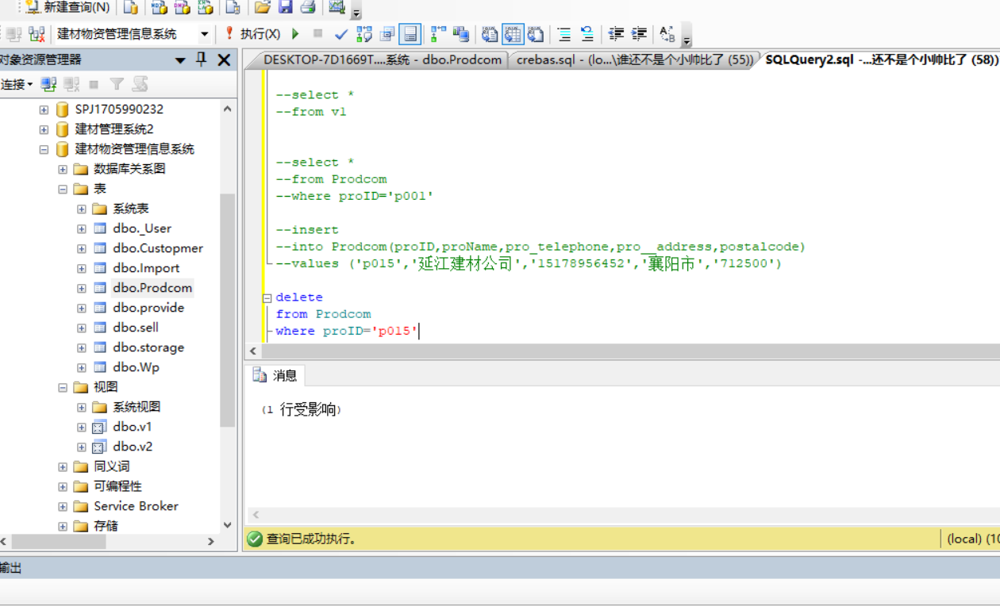 新建查询(N)
建材物资管理信息系统
执行(X)
对象资源管理器
DESKTOP-7D1669T....系统 - dbo.Prodcom
crebas.sql - (lo...\谁还不是个小帅比了 (55))
SQLQuery2.sql -...还不是个小帅比了 (58))
连接
SPJ1705990232
建材管理系统2
建材物资管理信息系统
数据库关系图
表
系统表
dbo._User
dbo.Custopmer
dbo.Import
dbo.Prodcom
dbo.provide
dbo.sell
dbo.storage
dbo.Wp
视图
系统视图
dbo.v1
dbo.v2
同义词
可编程性
Service Broker
存储
--select *
--from v1
--select *
--from Prodcom
--where proID='p001'
--insert
--into Prodcom(proID,proName,pro_telephone,pro__address,postalcode)
--values ('p015','延江建材公司','15178956452','襄阳市','712500')
delete
from Prodcom
where proID='p015'
消息
(1 行受影响)
查询已成功执行。
(local) (10
输出